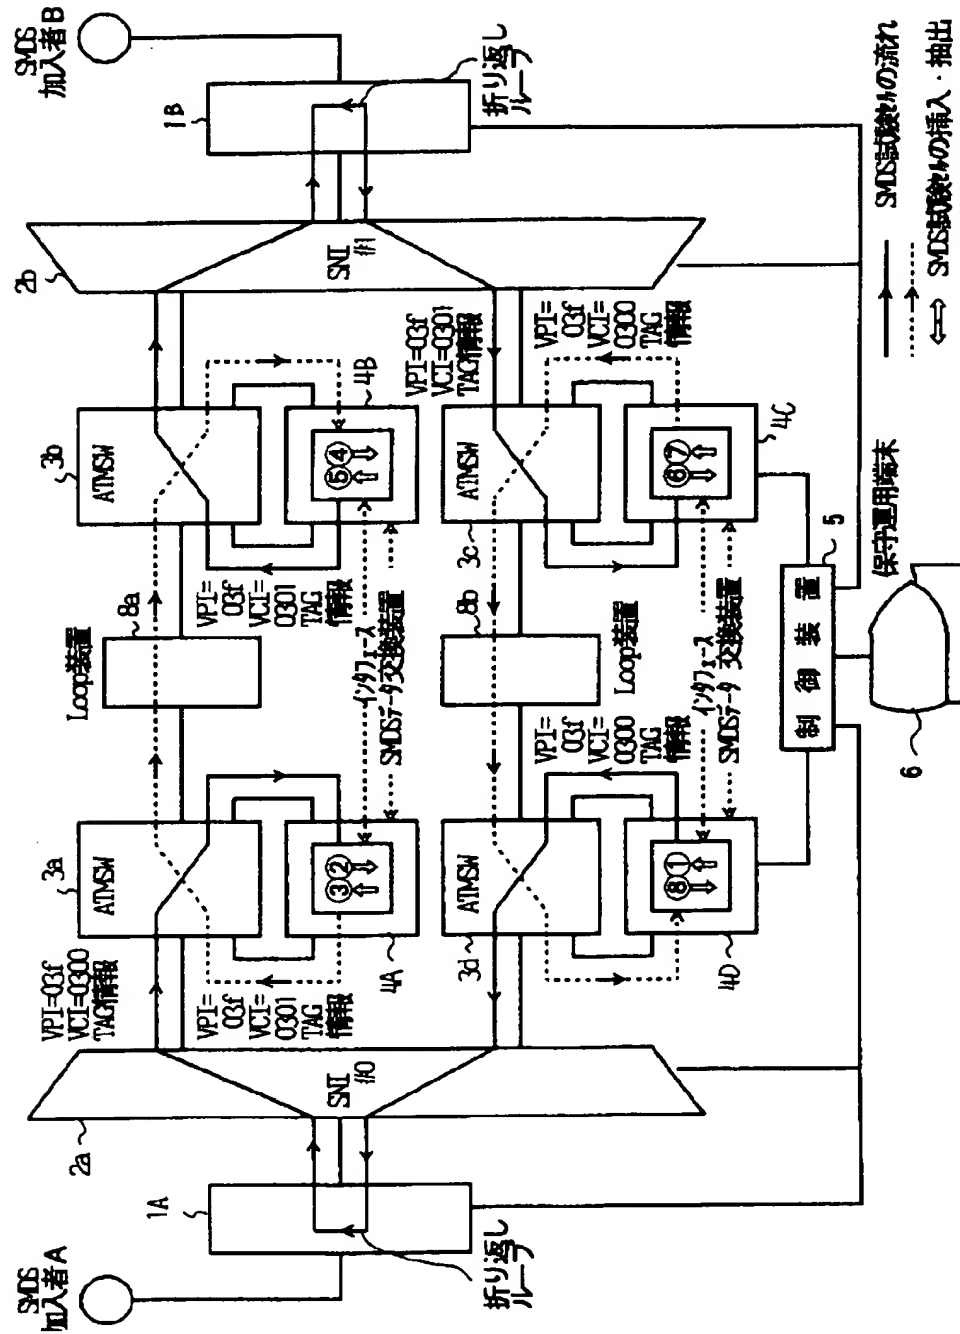 SMDS
加入者A
SMDS
加入者B
1A
1B
折り返し
ループ
折り返し
ループ
2a
2b
SNI
#0
SNI
#1
VPI=03f
VCI=0300
TAG情報
3a
ATMSW
Loop装置
8a
3b
ATMSW
VPI=
03f
VCI=
0301
TAG
情報
4A
③②
VPI=
03f
VCI=
0301
TAG
情報
⑤④
4B
インタフェース
SMDSデータ 交換装置
VPI=03f
VCI=0301
TAG情報
3d
ATMSW
8b
Loop装置
3c
ATMSW
VPI=
03f
VCI=
0300
TAG
情報
VPI=
03f
VCI=
0300
TAG
情報
4D
⑧①
インタフェース
SMDSデータ 交換装置
⑥⑦
4C
制御装置
5
6
保守運用端末
SMDS試験セルの流れ
SMDS試験セルの挿入・抽出